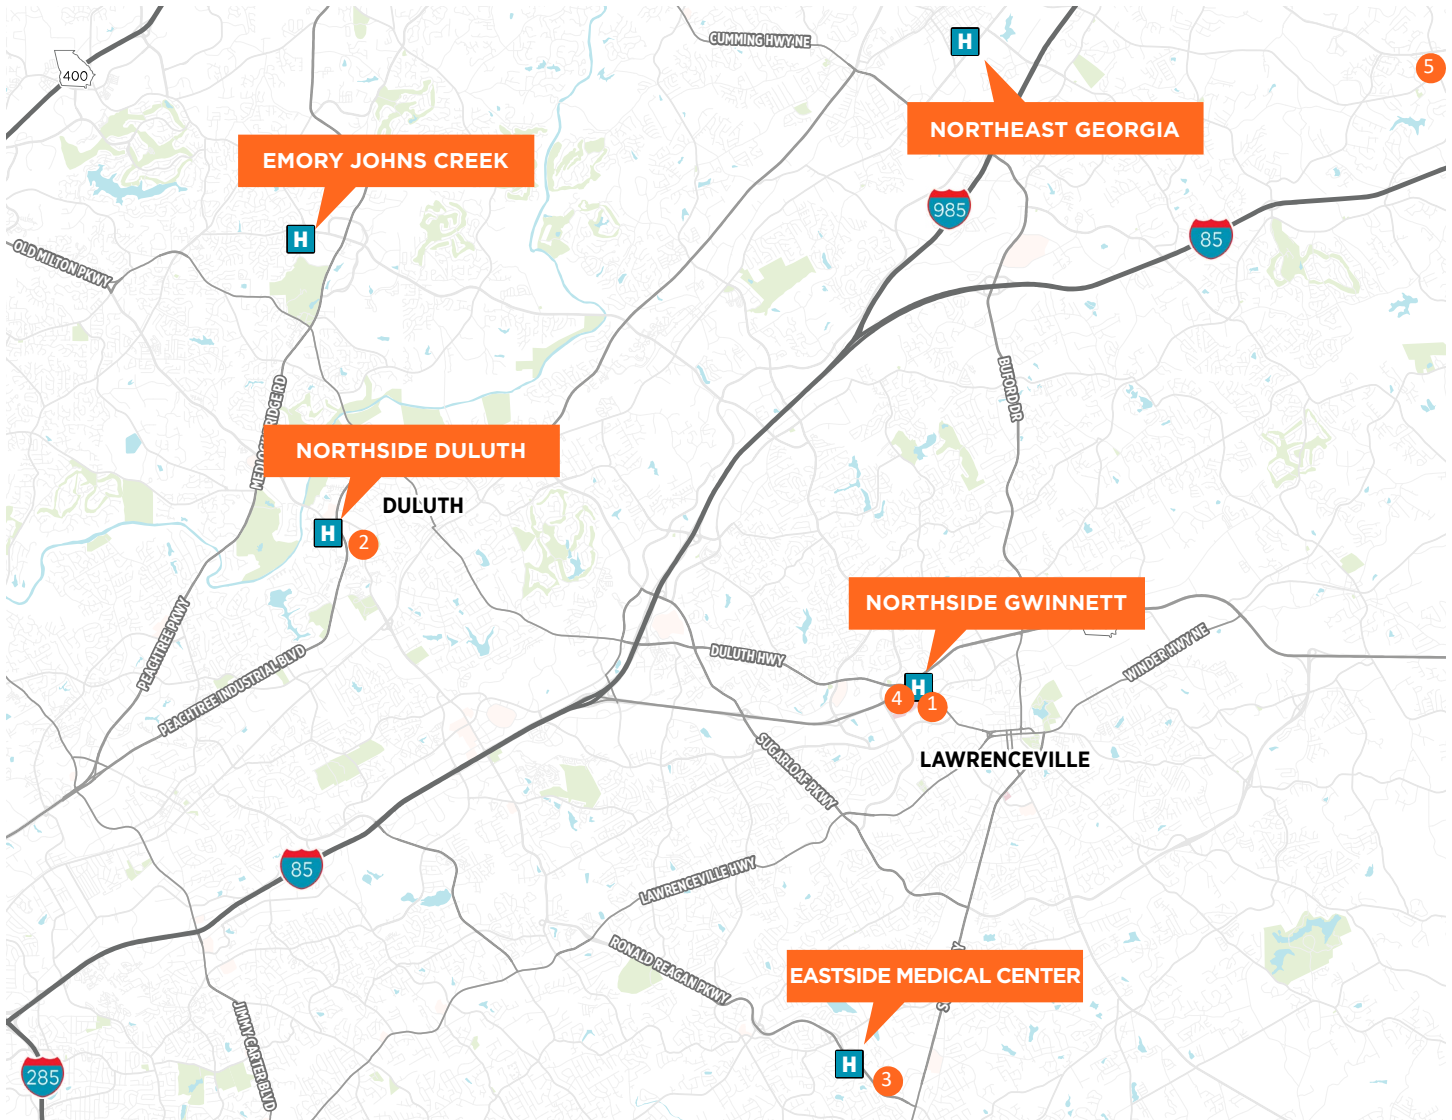 CUMMING HWY NE
H
400
5
NORTHEAST GEORGIA
EMORY JOHNS CREEK
985
H
85
OLD MILTON PKWY
BUFORD DR
NORTHSIDE DULUTH
DULUTH
H
2
NORTHSIDE GWINNETT
PEACHTREE PKWY
DULUTH HWY
WINDER HWY NE
PEACHTREE INDUSTRIAL BLVD
H
4
1
LAWRENCEVILLE
SUGARLOAF PKWY
85
LAWRENCEVILLE HWY
RONALD REAGAN PKWY
EASTSIDE MEDICAL CENTER
JIMMY CARTER BLVD
H
285
3